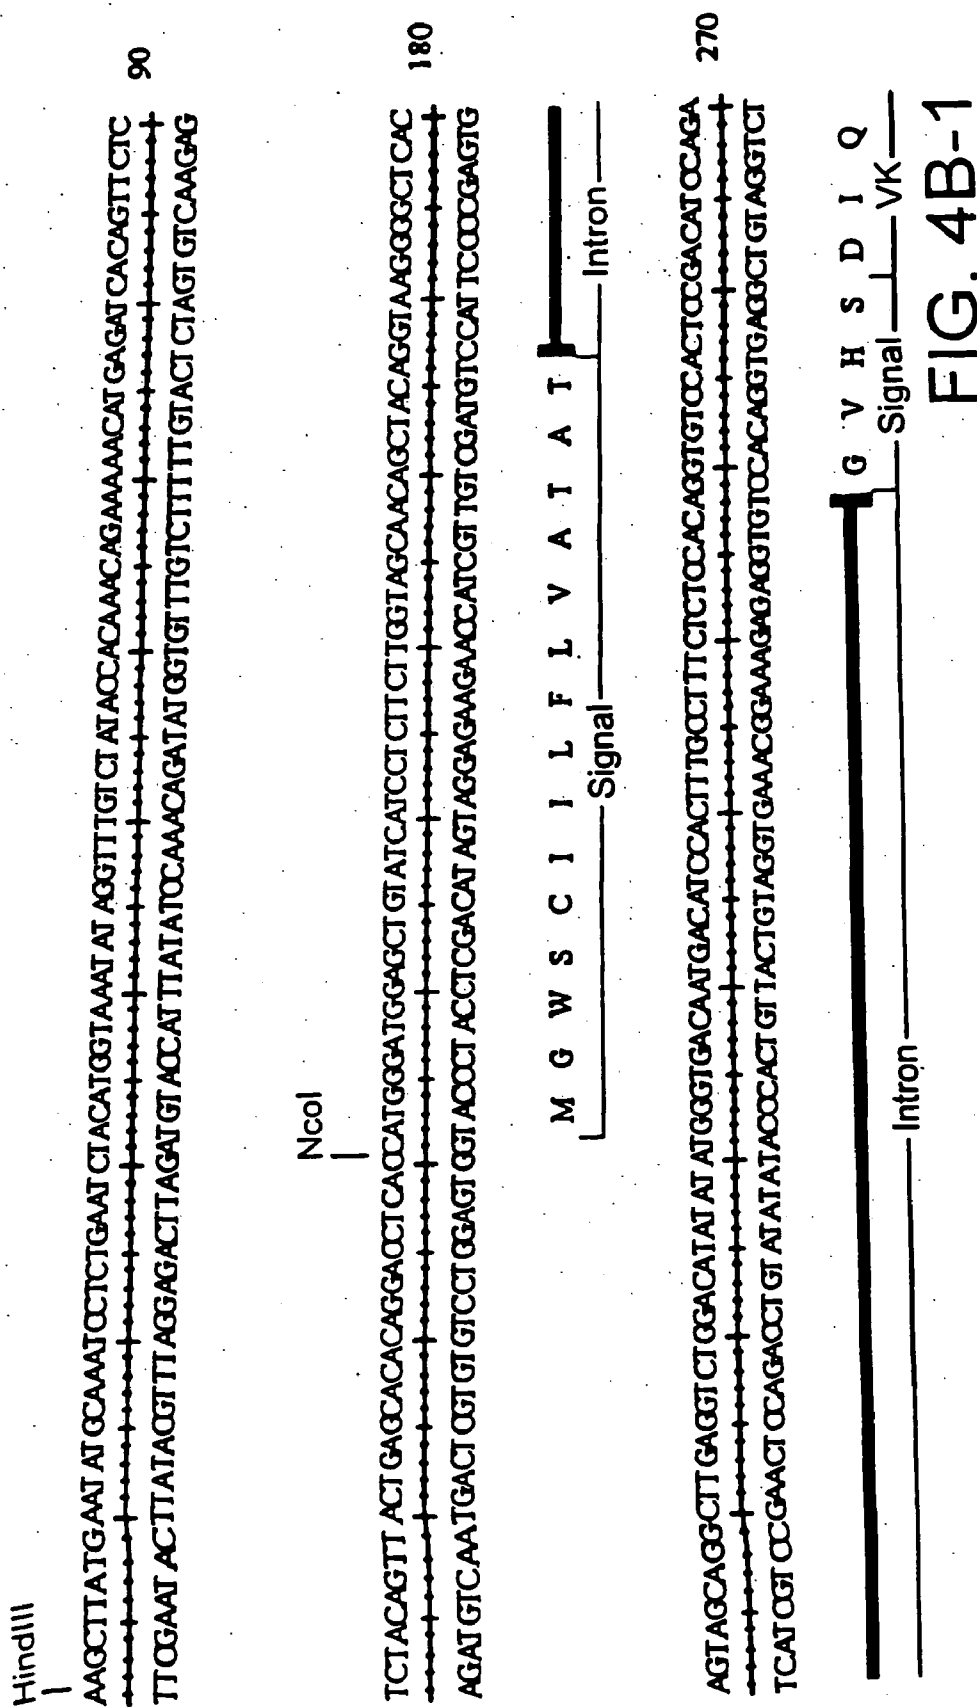 HindIII
AAGCTTATGAATATGCAAATCCTCTGAATCTACATGGTAAATATAGGTTTGTCTATACCACAAACAGAAAAACATGAGATCACAGTTCTC
90
TTCGAATACTTATACGTTTAGGAGACTTAGATGTACCATTTATATCCAAACAGATATGGTGTTTGTCTTTTTGTACTCTAGTGTCAAGAG
NcoI
TCTACAGTTACTGAGCACACAGGACCTCACCATGGGATGGAGCTGTATCATCCTCTTCTTGGTAGCAACAGCTACAGGTAAGGGGCTCAC
180
AGATGTCAATGACTCGTGTGTCCTGGAGTGGTACCCTACCTCGACATAGTAGGAGAAGAACCATCGTTGTCGATGTCCATTCCCCGAGTG
M G W S C I I L F L V A T A T
Signal Intron
AGTAGCAGGCTTGAGGTCTGGACATATATATGGGTGACAATGACATCCACTTTGCCTTTCTCTCCACAGGTGTCCACTCCGACATCCAGA
270
TCATCGTCCGAACTCCAGACCTGTATATATACCCACTGTTACTGTAGGTGAAACGGAAAGAGAGGTGTCCACAGGTGAGGCTGTAGGTCT
G V H S D I Q
Intron Signal VK
FIG. 4B-1